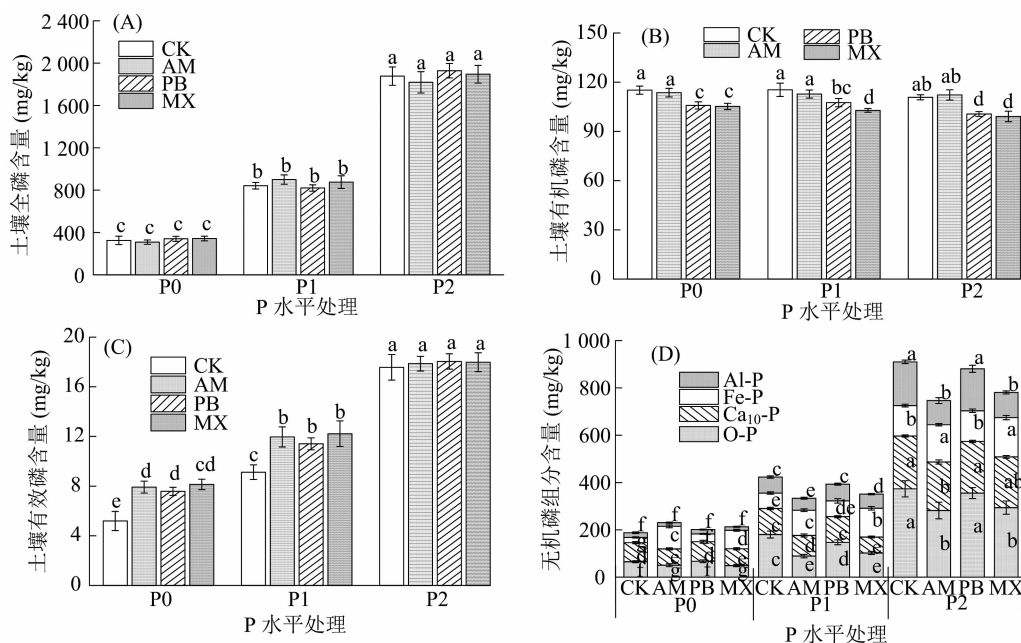 (A)
2 000
1 600
1 200
800
400
0
土壤全磷含量 (mg/kg)
CK
AM
PB
MX
c c c c
b b b b
a a a a
P0 P1 P2
P 水平处理
(B)
150
120
90
60
30
0
土壤有机磷含量 (mg/kg)
CK PB
AM MX
a a c c
a a bc d
ab ab d d
P0 P1 P2
P 水平处理
(C)
20
16
12
8
4
0
土壤有效磷含量 (mg/kg)
CK
AM
PB
MX
e d d cd
c b b b
a a a a
P0 P1 P2
P 水平处理
(D)
1 000
800
600
400
200
0
无机磷组分含量 (mg/kg)
Al-P
Fe-P
Ca10-P
O-P
f f f f
c e c d
e c de b
c d b d
c e d e
a b a b
b a b a
a b a ab
a b a b
CK AM PB MX CK AM PB MX CK AM PB MX
P0 P1 P2
P 水平处理